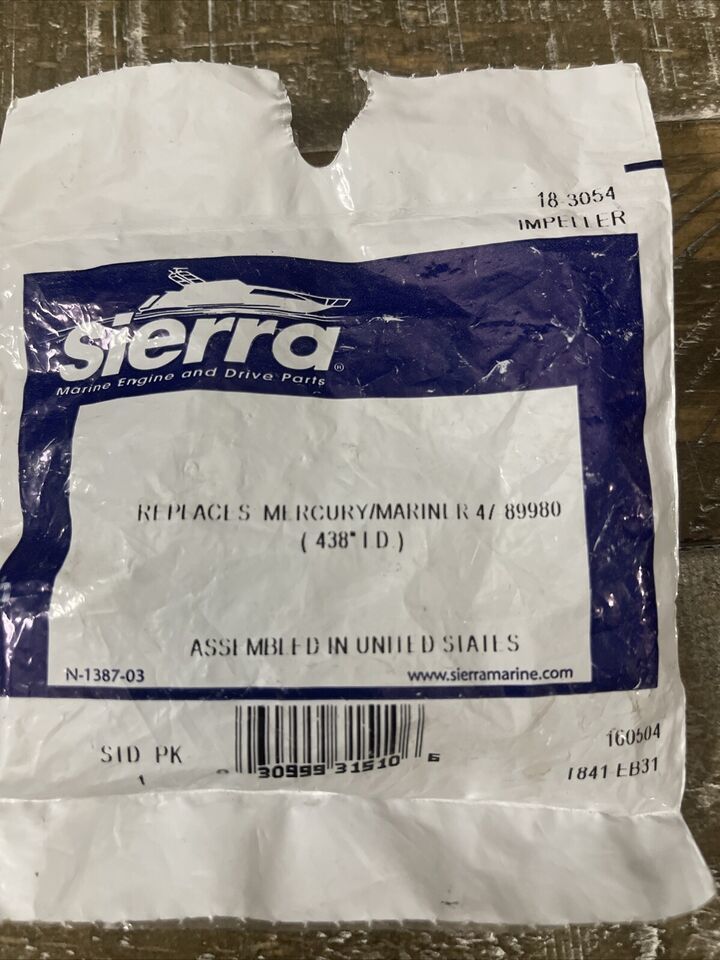 18-3054
IMPELLER
sierra®
Marine Engine and Drive Parts
REPLACES MERCURY/MARINER 47 89980
( 438" I.D.)
ASSEMBLED IN UNITED STATES
N-1387-03
www.sierramarine.com
STD PK
1
0 30999 31510 6
160504
1841 EB31